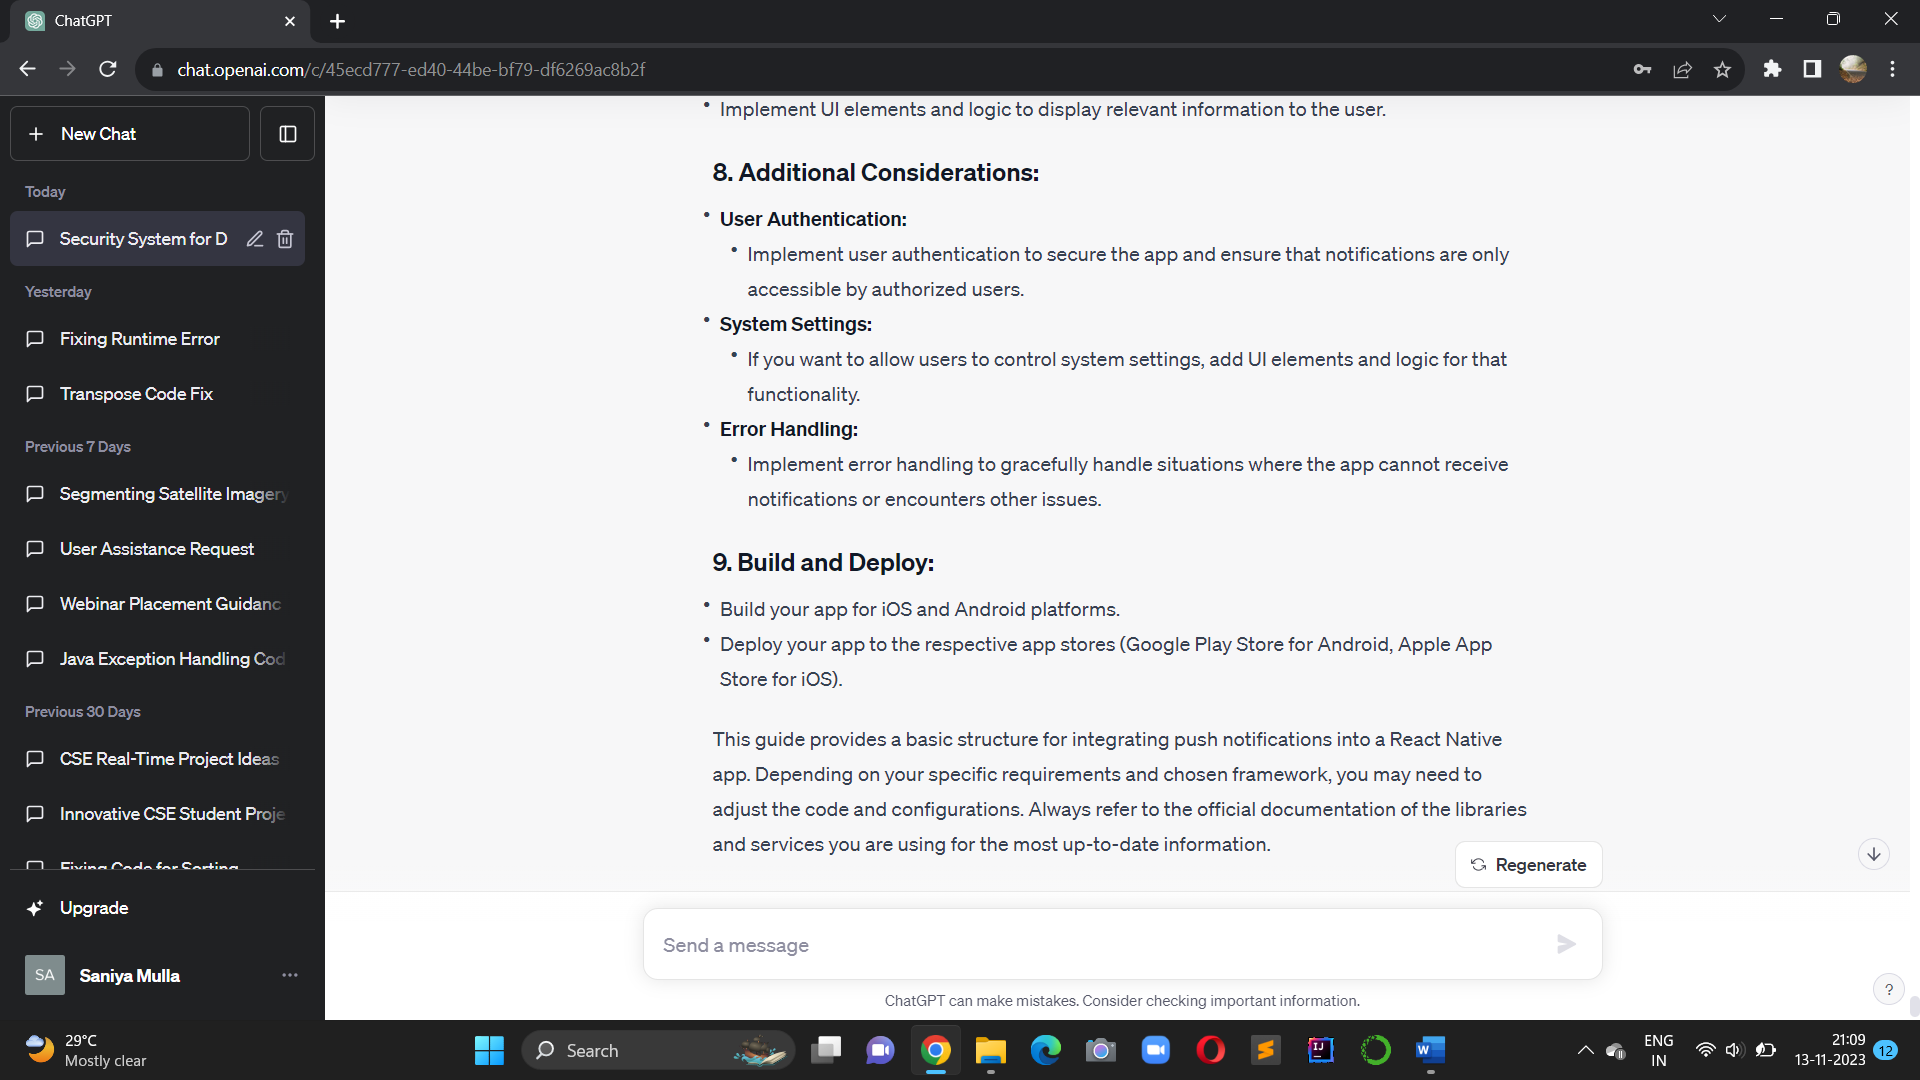 ChatGPT
chat.openai.com/c/45ecd777-ed40-44be-bf79-df6269ac8b2f
New Chat
Today
Security System for D
Yesterday
Fixing Runtime Error
Transpose Code Fix
Previous 7 Days
Segmenting Satellite Imagery
User Assistance Request
Webinar Placement Guidanc
Java Exception Handling Cod
Previous 30 Days
CSE Real-Time Project Ideas
Innovative CSE Student Proje
Fixing Code for Sorting
Upgrade
SA
Saniya Mulla
Implement UI elements and logic to display relevant information to the user.
8. Additional Considerations:
User Authentication:
Implement user authentication to secure the app and ensure that notifications are only
accessible by authorized users.
System Settings:
If you want to allow users to control system settings, add UI elements and logic for that
functionality.
Error Handling:
Implement error handling to gracefully handle situations where the app cannot receive
notifications or encounters other issues.
9. Build and Deploy:
Build your app for iOS and Android platforms.
Deploy your app to the respective app stores (Google Play Store for Android, Apple App
Store for iOS).
This guide provides a basic structure for integrating push notifications into a React Native
app. Depending on your specific requirements and chosen framework, you may need to
adjust the code and configurations. Always refer to the official documentation of the libraries
and services you are using for the most up-to-date information.
Regenerate
Send a message
ChatGPT can make mistakes. Consider checking important information.
?
29°C
Mostly clear
Search
IJ
W
ENG
IN
21:09
13-11-2023
12